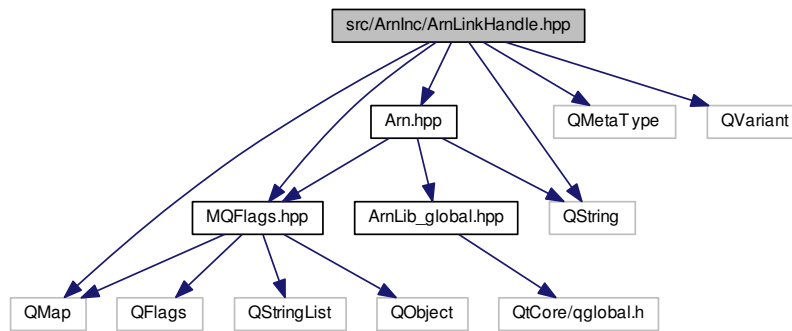 src/ArnInc/ArnLinkHandle.hpp
Arn.hpp
QMetaType
QVariant
MQFlags.hpp
ArnLib_global.hpp
QString
QMap
QFlags
QStringList
QObject
QtCore/qglobal.h